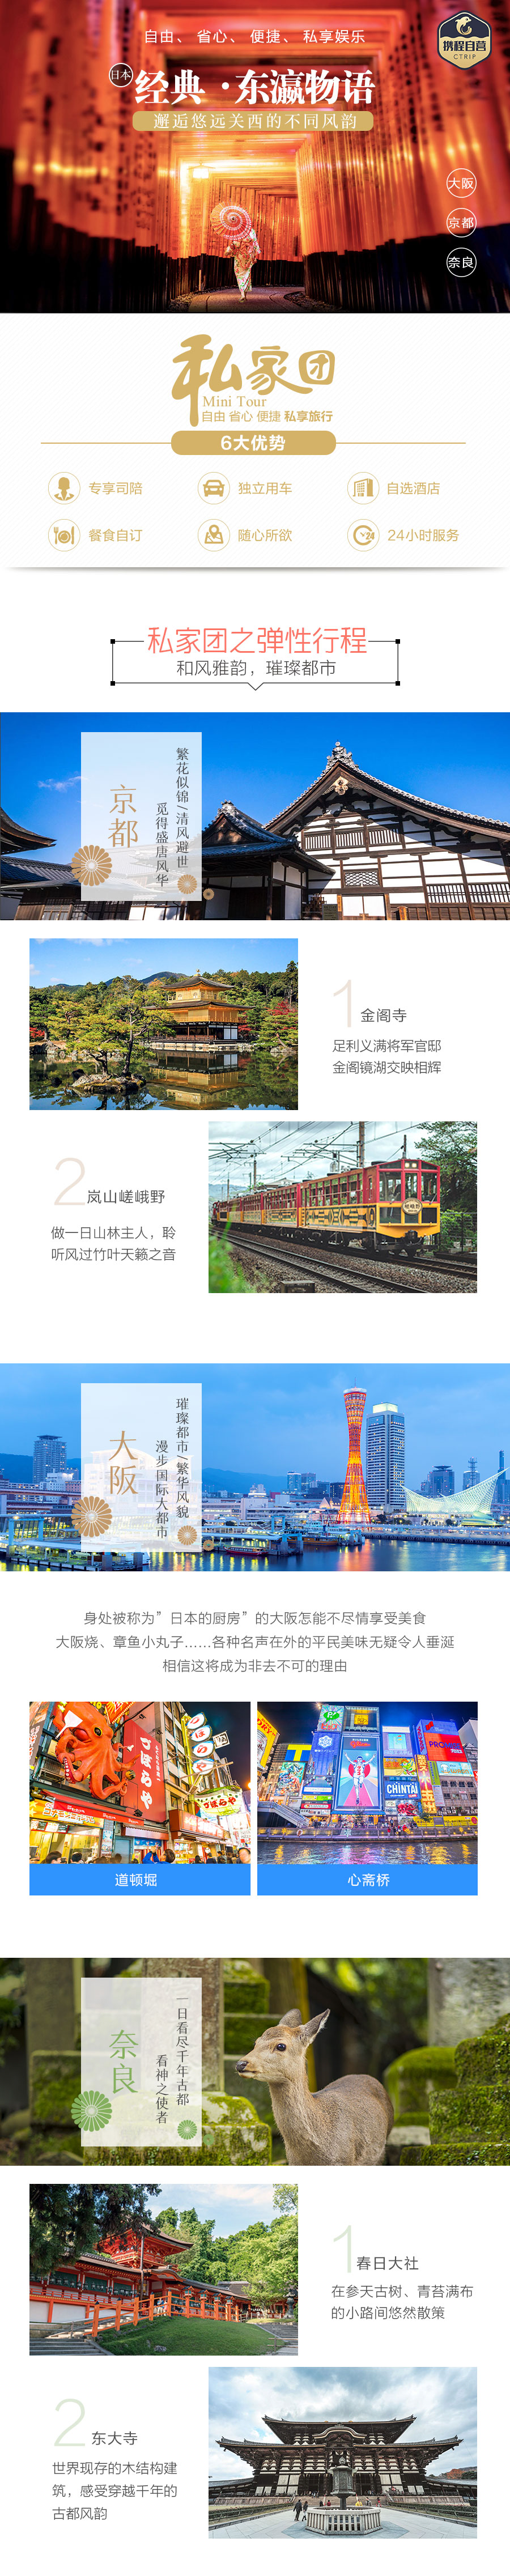 自由、 省心、 便捷、 私享娱乐
携程自营
CTRIP
日本
经典·东瀛物语
邂逅悠远关西的不同风韵
大阪
京都
奈良
私家团
Mini Tour
自由 省心 便捷 私享旅行
6大优势
专享司陪
独立用车
自选酒店
餐食自订
随心所欲
24
24小时服务
私家团之弹性行程
和风雅韵，璀璨都市
京都
繁花似锦/清风避世
觅得盛唐风华
1
金阁寺
足利义满将军官邸
金阁镜湖交映相辉
2
岚山嵯峨野
做一日山林主人，聆
听风过竹叶天籁之音
大阪
璀璨都市/繁华风貌
漫步国际大都市
身处被称为”日本的厨房”的大阪怎能不尽情享受美食
大阪烧、章鱼小丸子……各种名声在外的平民美味无疑令人垂涎
相信这将成为非去不可的理由
CHINTAI
道顿堀
心斋桥
奈良
一日看尽千年古都
看神之使者
1
春日大社
在参天古树、青苔满布
的小路间悠然散策
2
东大寺
世界现存的木结构建
筑，感受穿越千年的
古都风韵